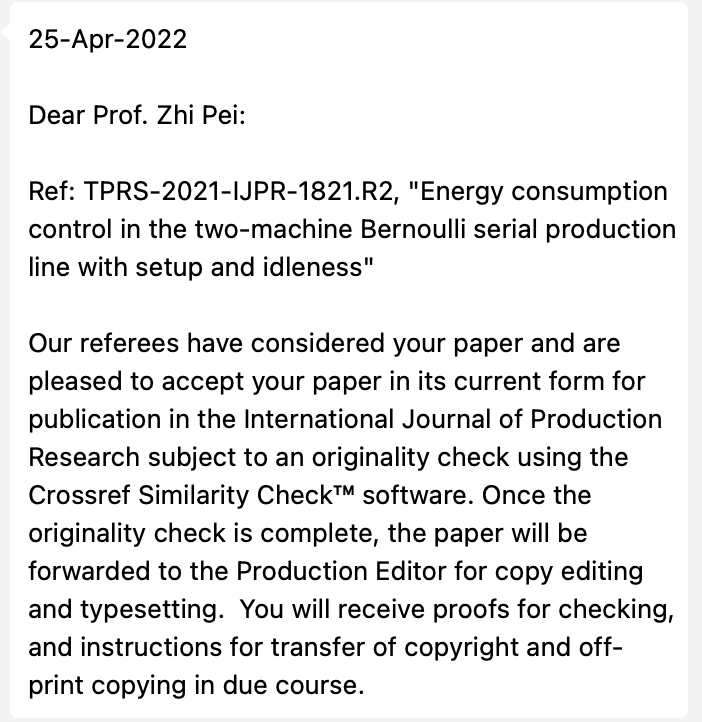 25-Apr-2022
Dear Prof. Zhi Pei:
Ref: TPRS-2021-IJPR-1821.R2, "Energy consumption
control in the two-machine Bernoulli serial production
line with setup and idleness"
Our referees have considered your paper and are
pleased to accept your paper in its current form for
publication in the International Journal of Production
Research subject to an originality check using the
Crossref Similarity Check™ software. Once the
originality check is complete, the paper will be
forwarded to the Production Editor for copy editing
and typesetting.  You will receive proofs for checking,
and instructions for transfer of copyright and off-
print copying in due course.